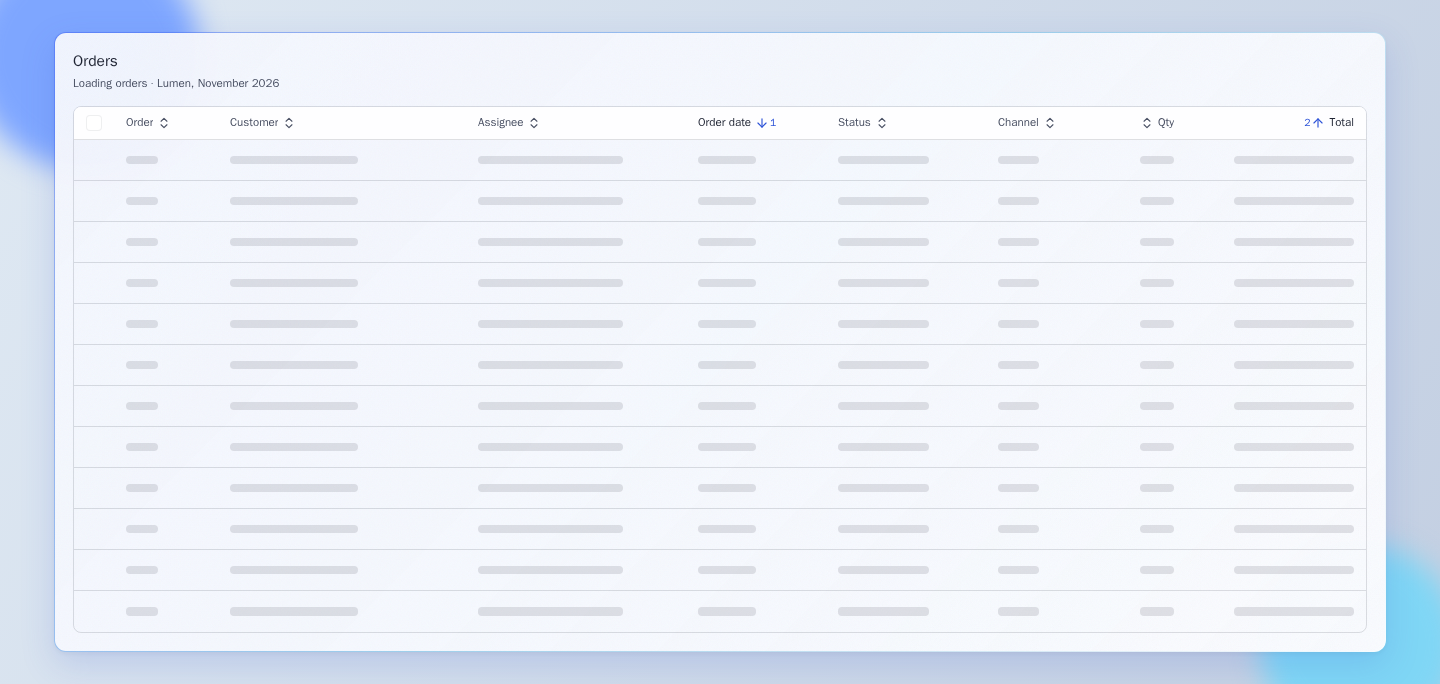 Orders
Loading orders · Lumen, November 2026
Order Customer Assignee Order date 1 Status Channel Qty 2 Total